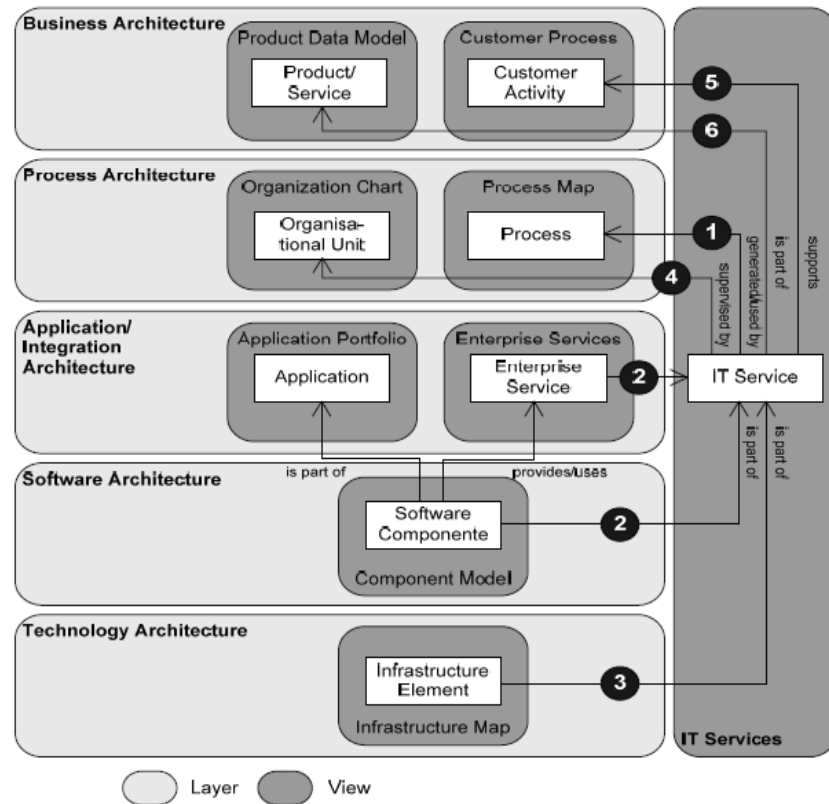 Business Architecture
Product Data Model
Customer Process
Product/
Service
Customer
Activity
5
6
Process Architecture
Organization Chart
Process Map
Organisa-
tional Unit
Process
1
4
supervised by
generated/used by
is part of
supports
Application/
Integration
Architecture
Application Portfolio
Enterprise Services
Application
Enterprise
Service
2
IT Service
is part of
provides/uses
is part of
is part of
Software Architecture
Software
Componente
2
Component Model
Technology Architecture
Infrastructure
Element
3
Infrastructure Map
IT Services
Layer
View